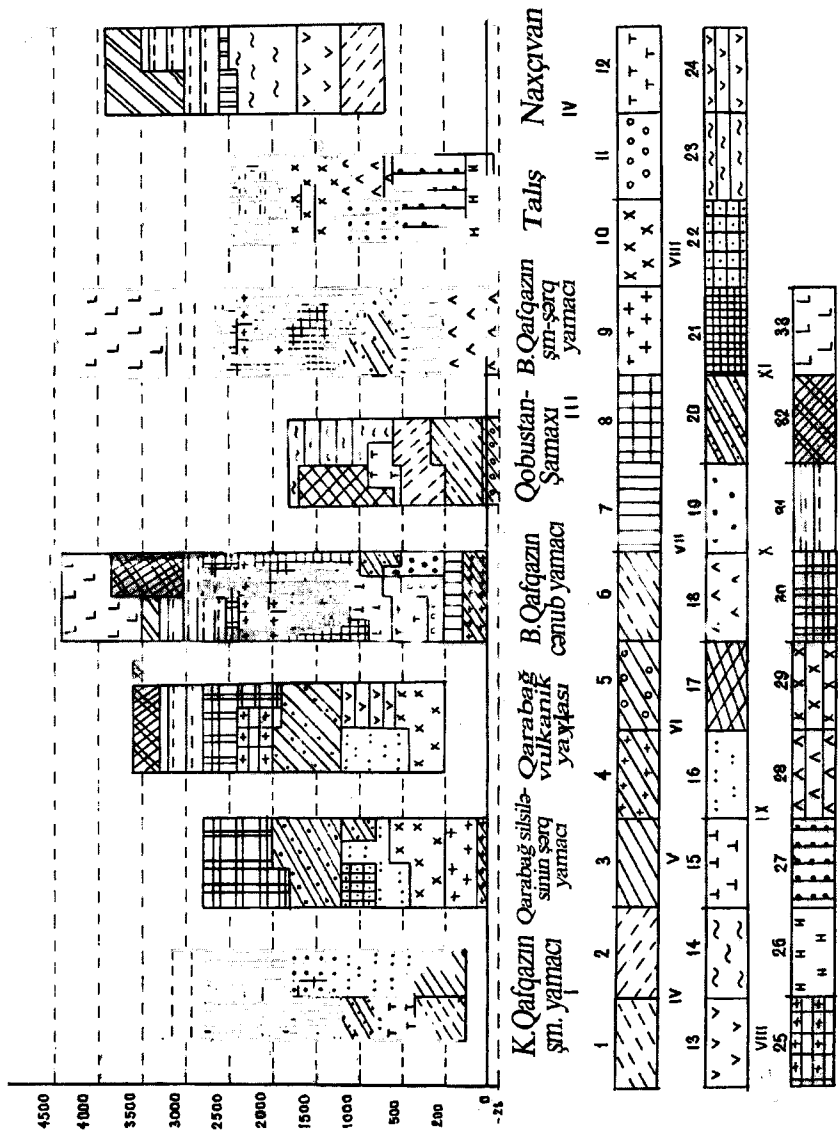 4500
4000
3500
3000
2500
2000
1500
1000
500
200
0
-26
K.Qafqazın
şm. yamacı
I
Qarabağ silsilə-
sinin şərq
yamacı
Qarabağ
vulkanik
yaylası
B.Qafqazın
cənub yamacı
Qobustan-
Şamaxı
III
B.Qafqazın
şm-şərq
yamacı
Talış
Naxçıvan
IV
1 2 3 4 5 6 7 8 9 10 11 12
IV V VI VII VIII
13 14 15 16 17 18 19 20 21 22 23 24
VIII IX X XI
25 26 27 28 29 30 31 32 33